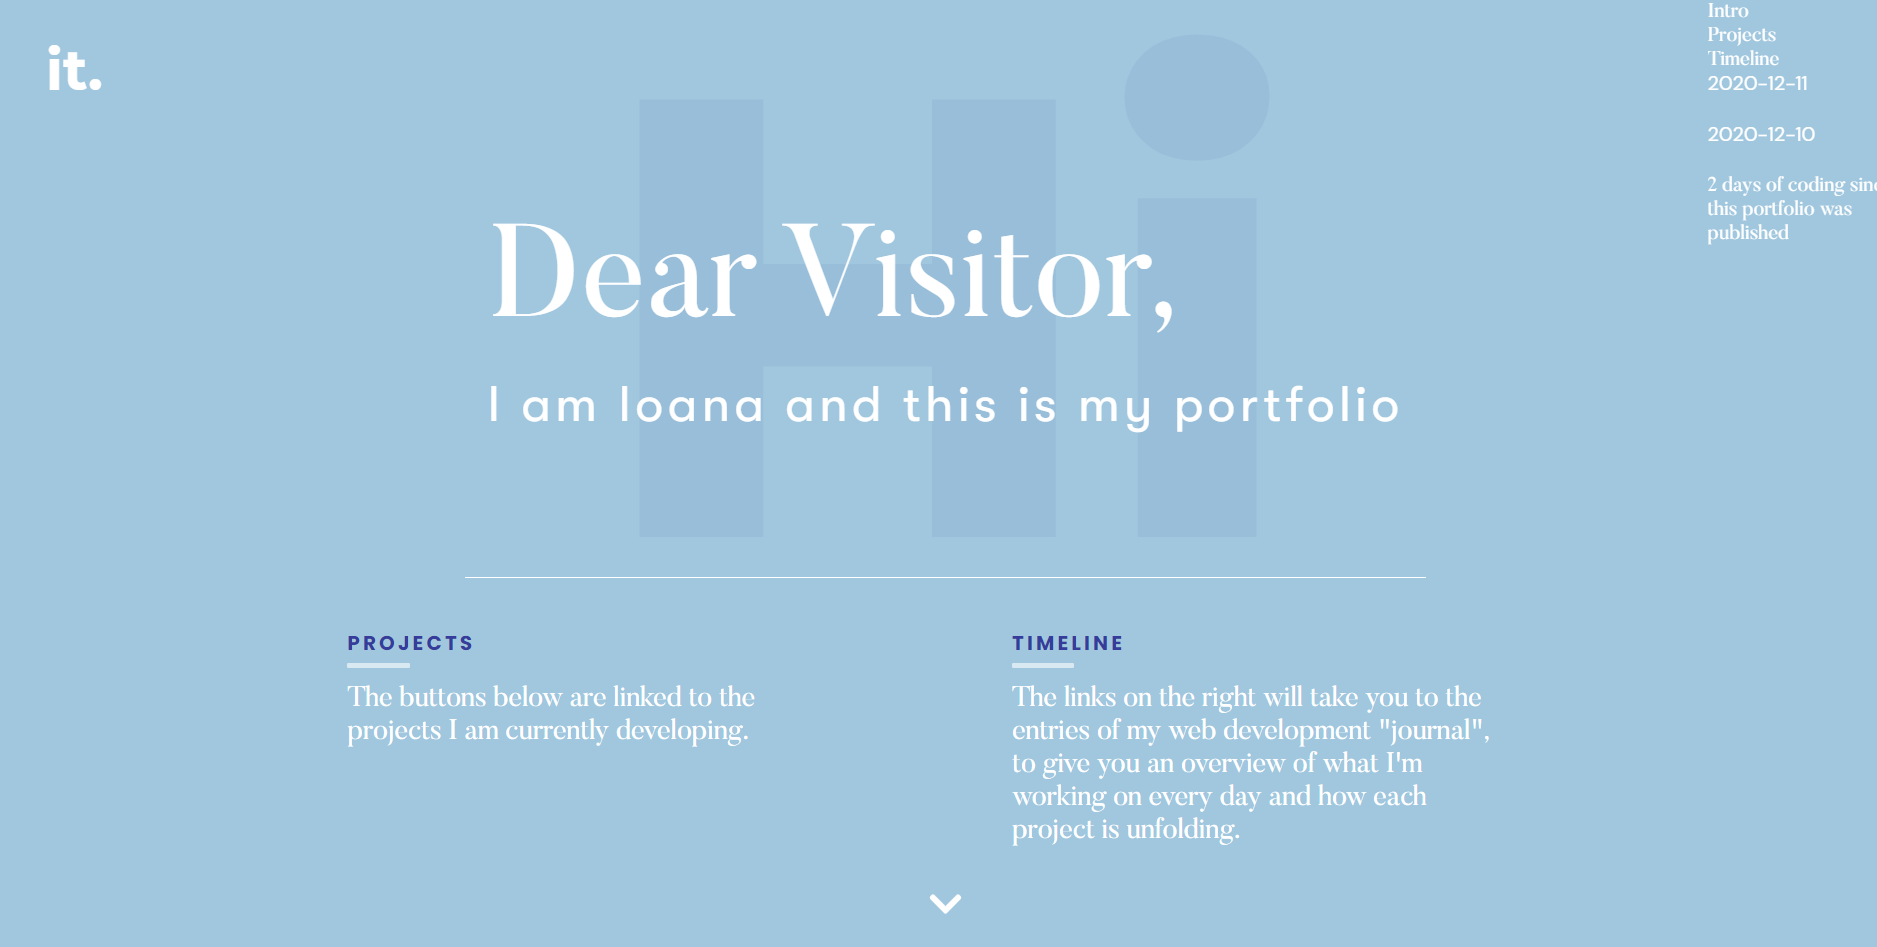 it.
Intro
Projects
Timeline
2020-12-11
2020-12-10
2 days of coding
this portfolio was
published
Hi
Dear Visitor,
I am Ioana and this is my portfolio
PROJECTS
The buttons below are linked to the
projects I am currently developing.
TIMELINE
The links on the right will take you to the
entries of my web development "journal",
to give you an overview of what I'm
working on every day and how each
project is unfolding.